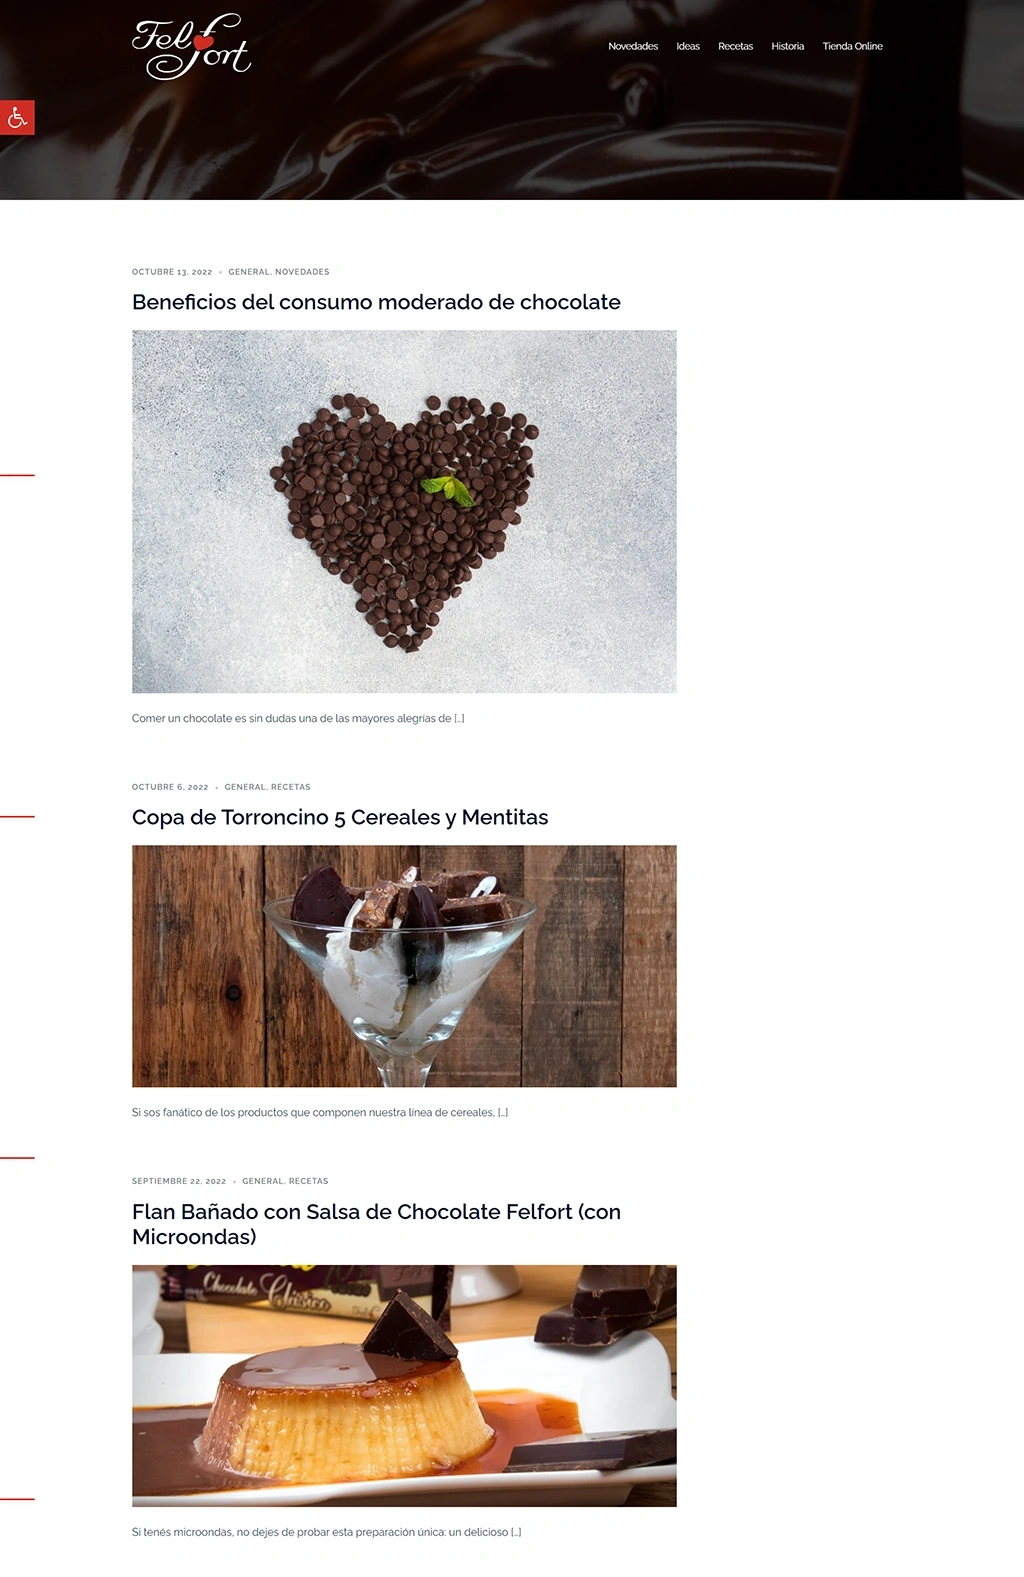 Felfort
Novedades Ideas Recetas Historia Tienda Online
OCTUBRE 13, 2022 • GENERAL, NOVEDADES
Beneficios del consumo moderado de chocolate
Comer un chocolate es sin dudas una de las mayores alegrías de [...]
OCTUBRE 6, 2022 • GENERAL, RECETAS
Copa de Torroncino 5 Cereales y Mentitas
Si sos fanático de los productos que componen nuestra línea de cereales, [...]
SEPTIEMBRE 22, 2022 • GENERAL, RECETAS
Flan Bañado con Salsa de Chocolate Felfort (con
Microondas)
Chocolate Clásico
Si tenés microondas, no dejes de probar esta preparación única: un delicioso [...]